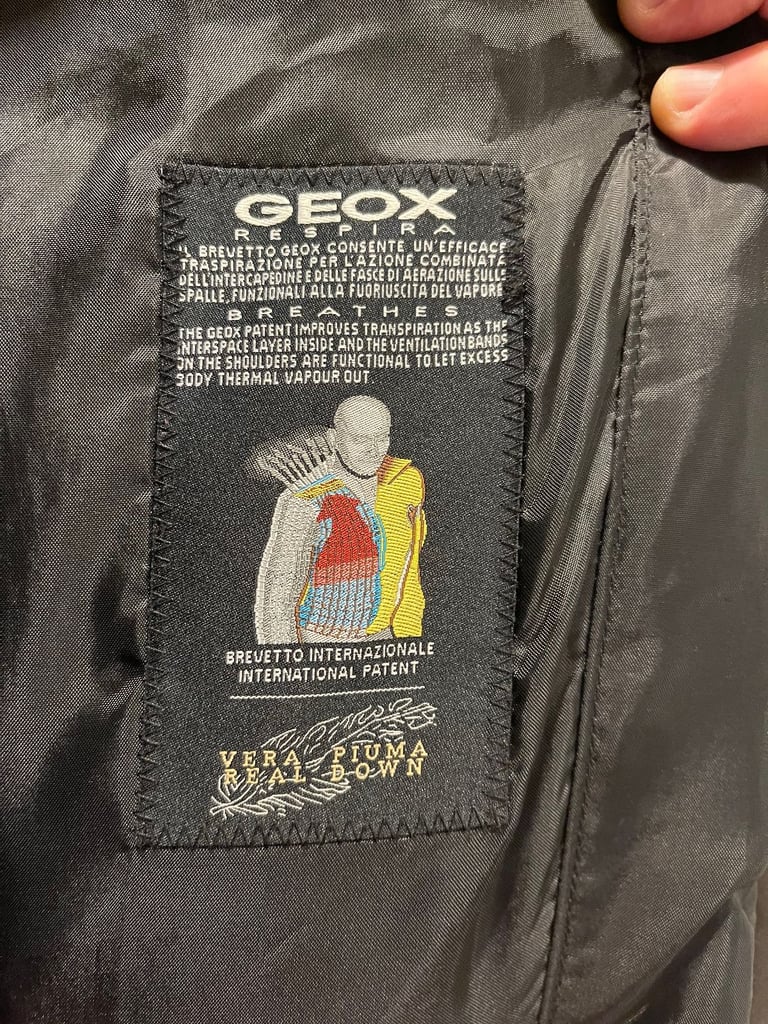 GEOX
RESPIRA
IL BREVETTO GEOX CONSENTE UN'EFFICACE
TRASPIRAZIONE PER L'AZIONE COMBINATA
DELL'INTERCAPEDINE E DELLE FASCE DI AERAZIONE SULLE
SPALLE, FUNZIONALI ALLA FUORIUSCITA DEL VAPORE
BREATHES
THE GEOX PATENT IMPROVES TRANSPIRATION AS THE
INTERSPACE LAYER INSIDE AND THE VENTILATION BANDS
ON THE SHOULDERS ARE FUNCTIONAL TO LET EXCESS
BODY THERMAL VAPOUR OUT
BREVETTO INTERNAZIONALE
INTERNATIONAL PATENT
VERA PIUMA
REAL DOWN